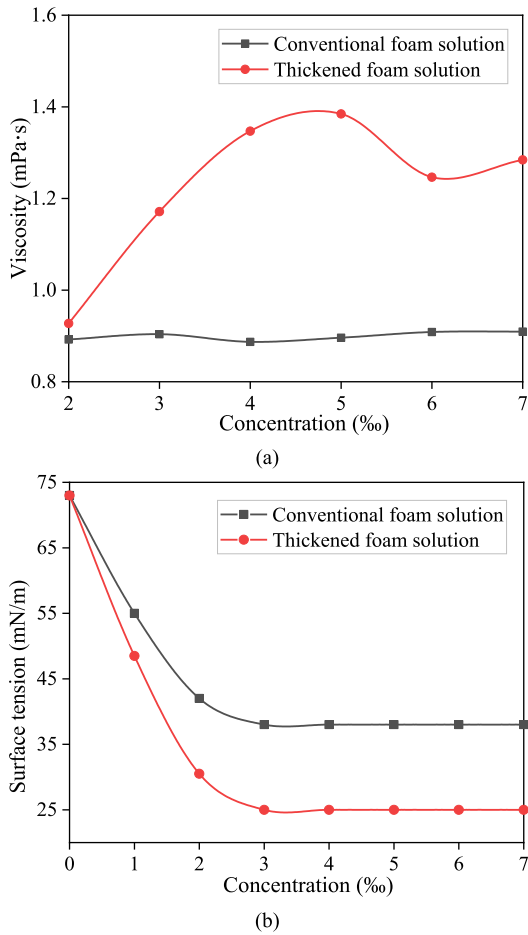 1.6
1.4
1.2
1.0
0.8
Viscosity (mPa·s)
Conventional foam solution
Thickened foam solution
2 3 4 5 6 7
Concentration (‰)
(a)
75
65
55
45
35
25
Surface tension (mN/m)
Conventional foam solution
Thickened foam solution
0 1 2 3 4 5 6 7
Concentration (‰)
(b)